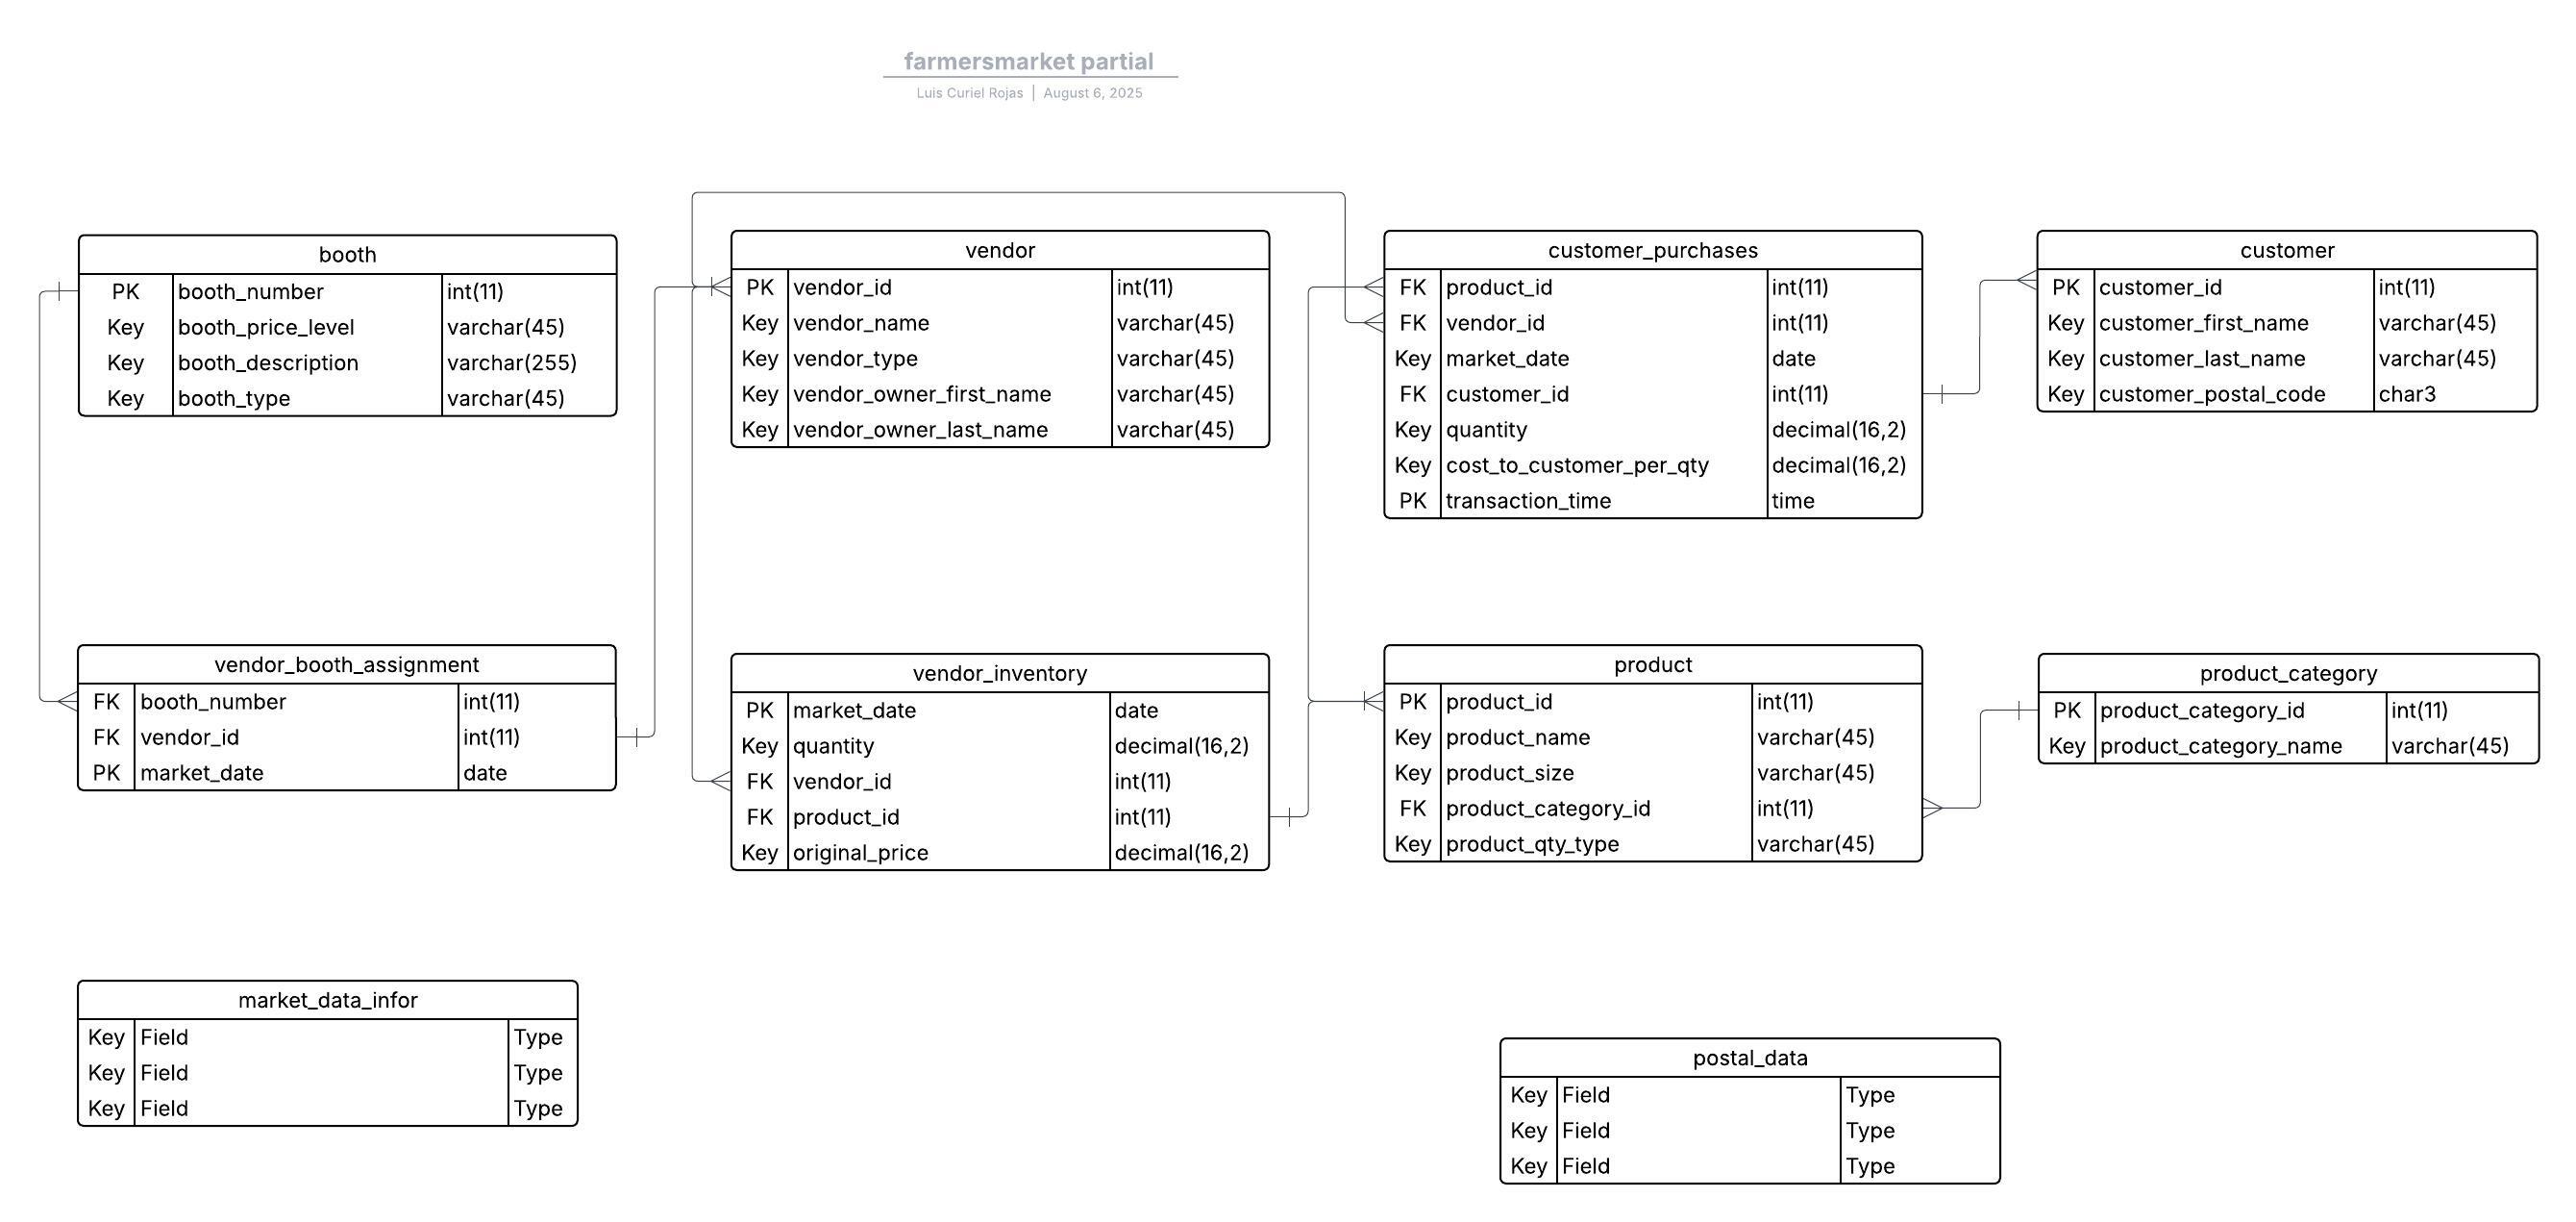 farmersmarket partial
Luis Curiel Rojas | August 6, 2025
booth
PK booth_number int(11)
Key booth_price_level varchar(45)
Key booth_description varchar(255)
Key booth_type varchar(45)
vendor
PK vendor_id int(11)
Key vendor_name varchar(45)
Key vendor_type varchar(45)
Key vendor_owner_first_name varchar(45)
Key vendor_owner_last_name varchar(45)
customer_purchases
FK product_id int(11)
FK vendor_id int(11)
Key market_date date
FK customer_id int(11)
Key quantity decimal(16,2)
Key cost_to_customer_per_qty decimal(16,2)
PK transaction_time time
customer
PK customer_id int(11)
Key customer_first_name varchar(45)
Key customer_last_name varchar(45)
Key customer_postal_code char3
vendor_booth_assignment
FK booth_number int(11)
FK vendor_id int(11)
PK market_date date
vendor_inventory
PK market_date date
Key quantity decimal(16,2)
FK vendor_id int(11)
FK product_id int(11)
Key original_price decimal(16,2)
product
PK product_id int(11)
Key product_name varchar(45)
Key product_size varchar(45)
FK product_category_id int(11)
Key product_qty_type varchar(45)
product_category
PK product_category_id int(11)
Key product_category_name varchar(45)
market_data_infor
Key Field Type
Key Field Type
Key Field Type
postal_data
Key Field Type
Key Field Type
Key Field Type